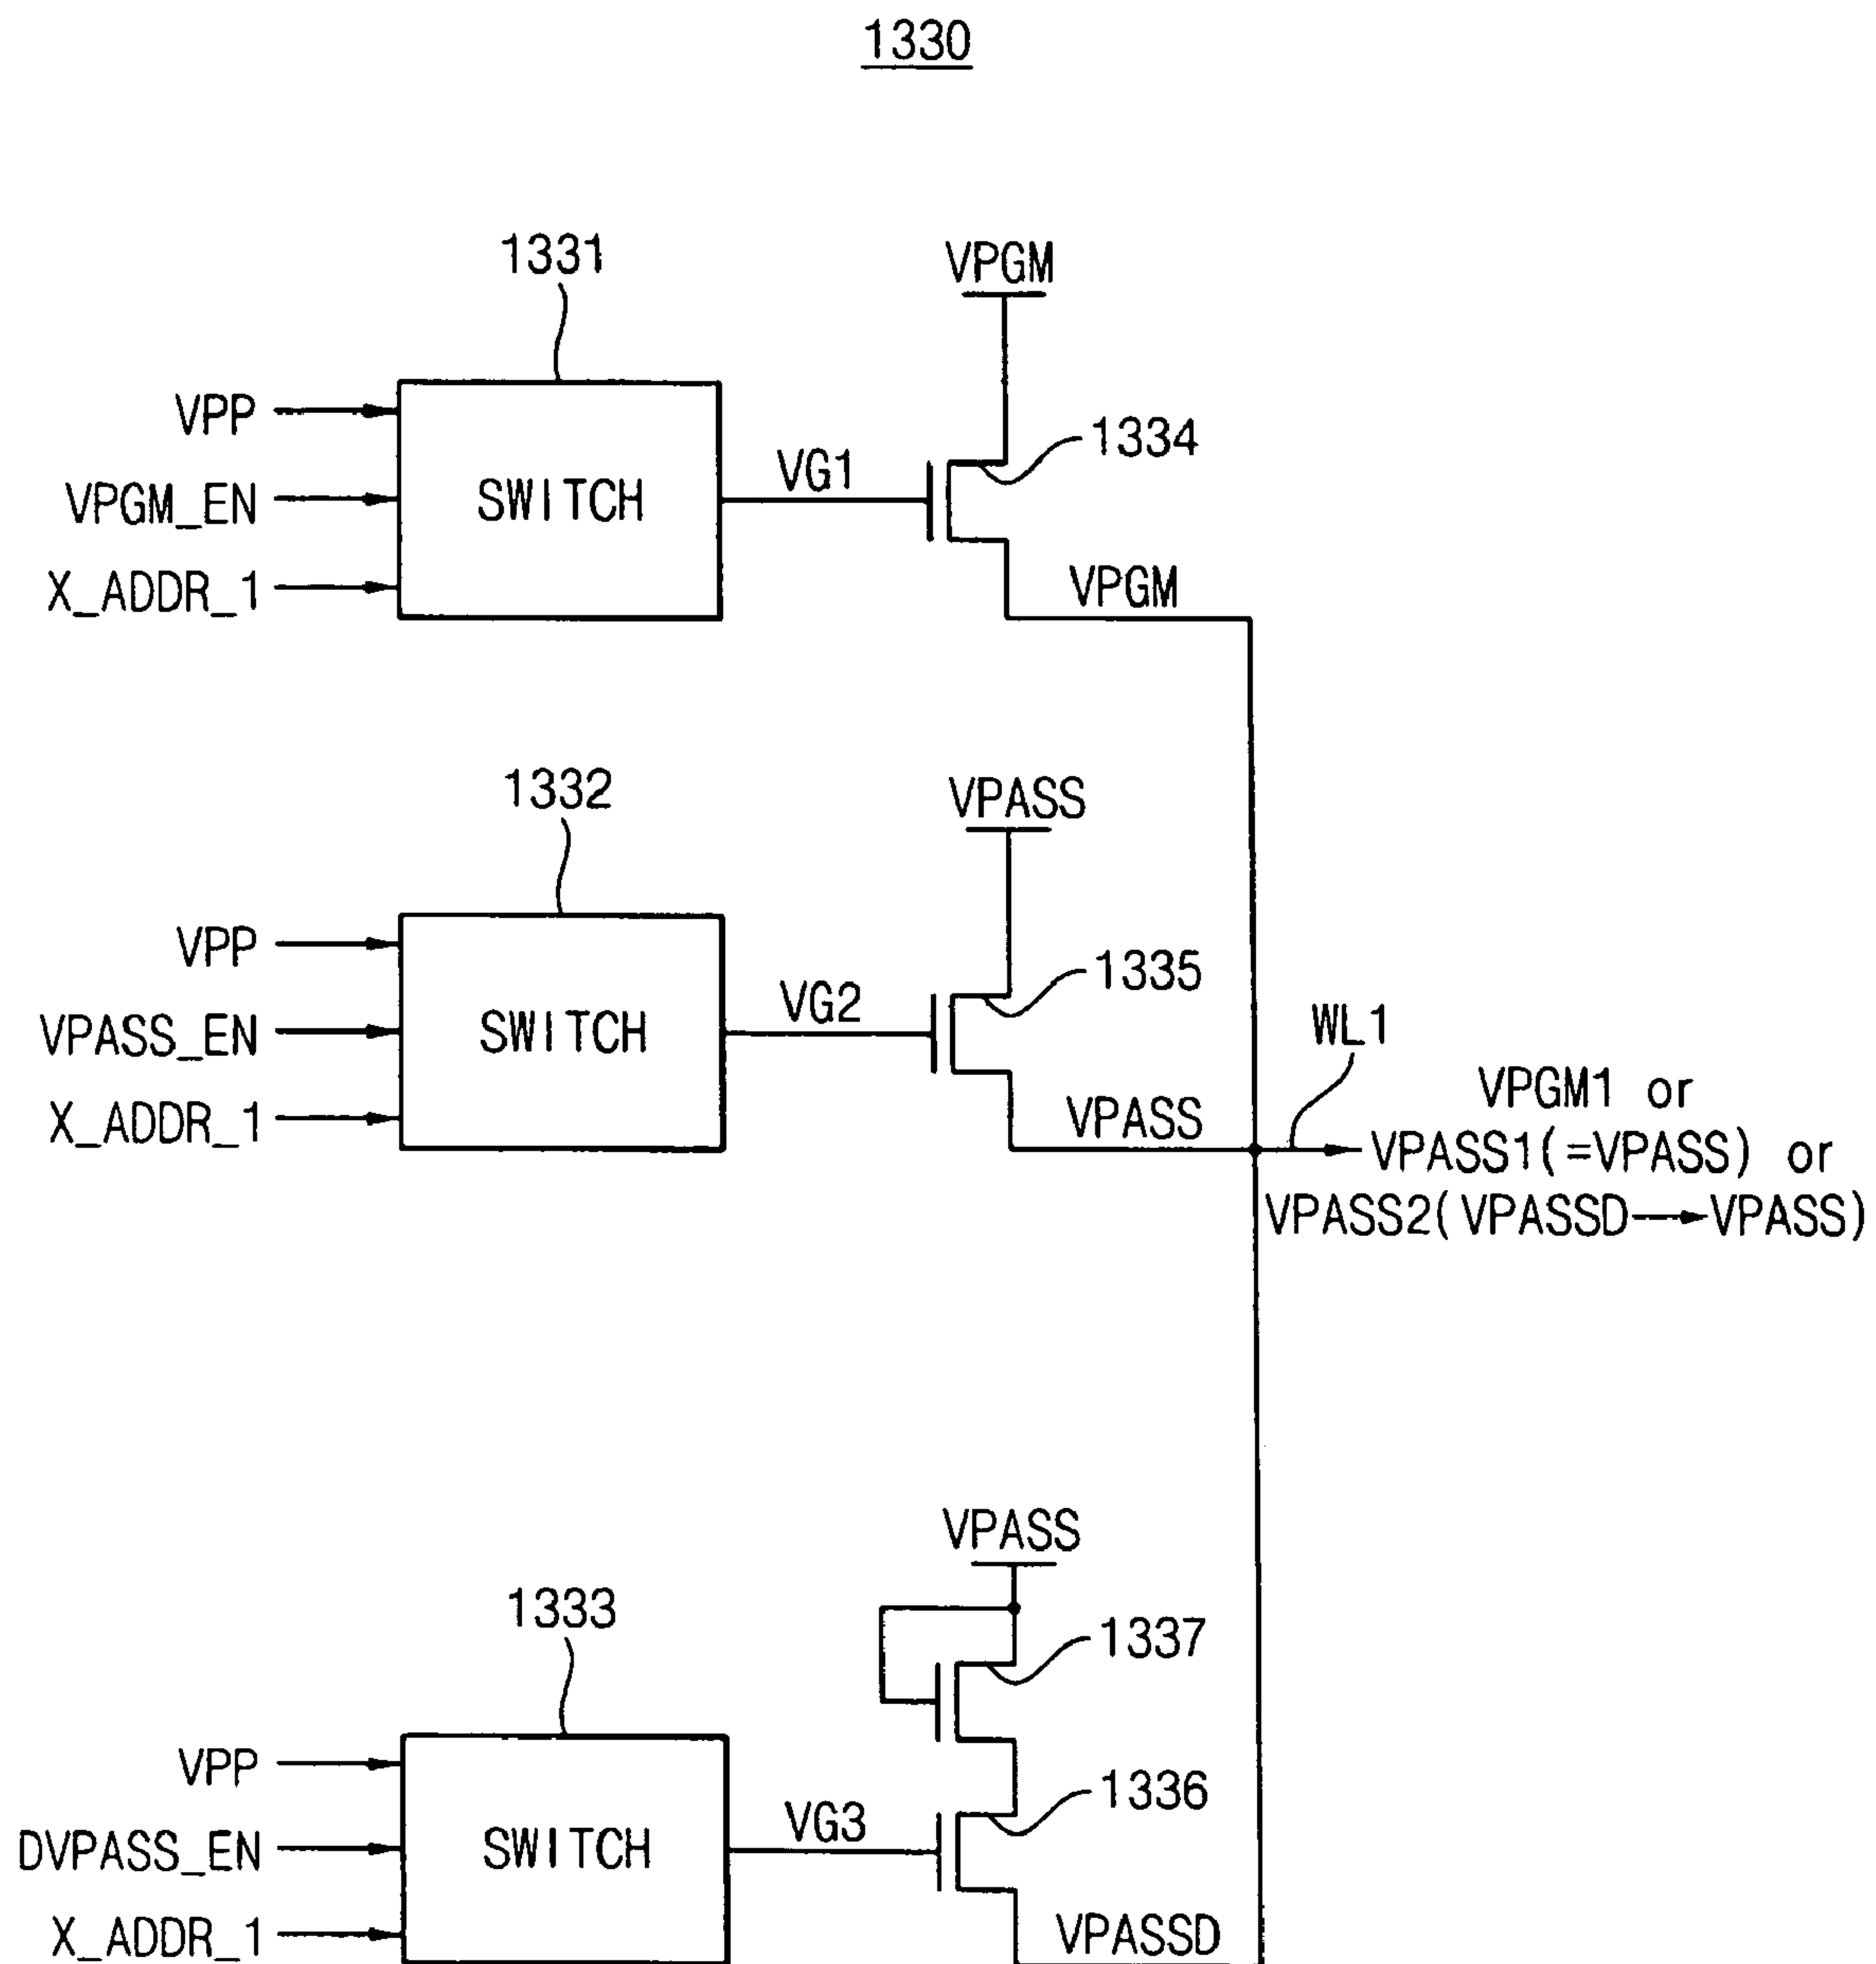 1330
1331
VPGM
VPP
1334
VPGM_EN
SWITCH
VG1
X_ADDR_1
VPGM
1332
VPASS
VPP
1335
VPASS_EN
SWITCH
VG2
WL1
X_ADDR_1
VPASS
VPGM1 or
VPASS1(=VPASS) or
VPASS2(VPASSD→VPASS)
VPASS
1333
1337
VPP
1336
DVPASS_EN
SWITCH
VG3
X_ADDR_1
VPASSD